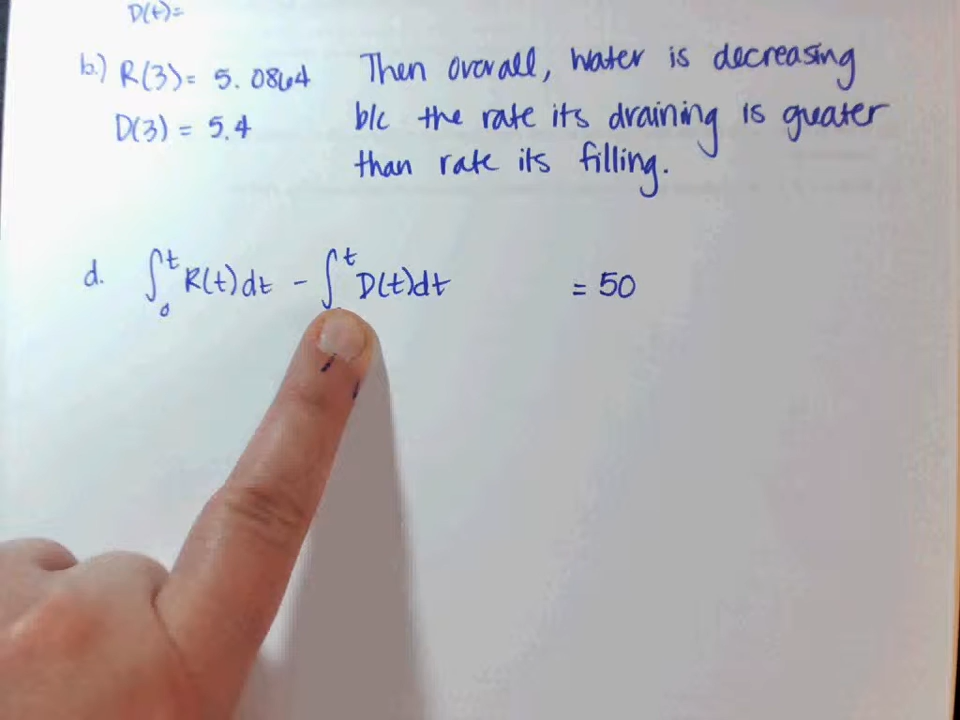 D(t)=
b.) R(3) = 5.0864 Then overall, water is decreasing
D(3) = 5.4 b/c the rate its draining is greater
than rate its filling.
d. ∫₀ᵗ R(t)dt - ∫ᵗ D(t)dt = 50